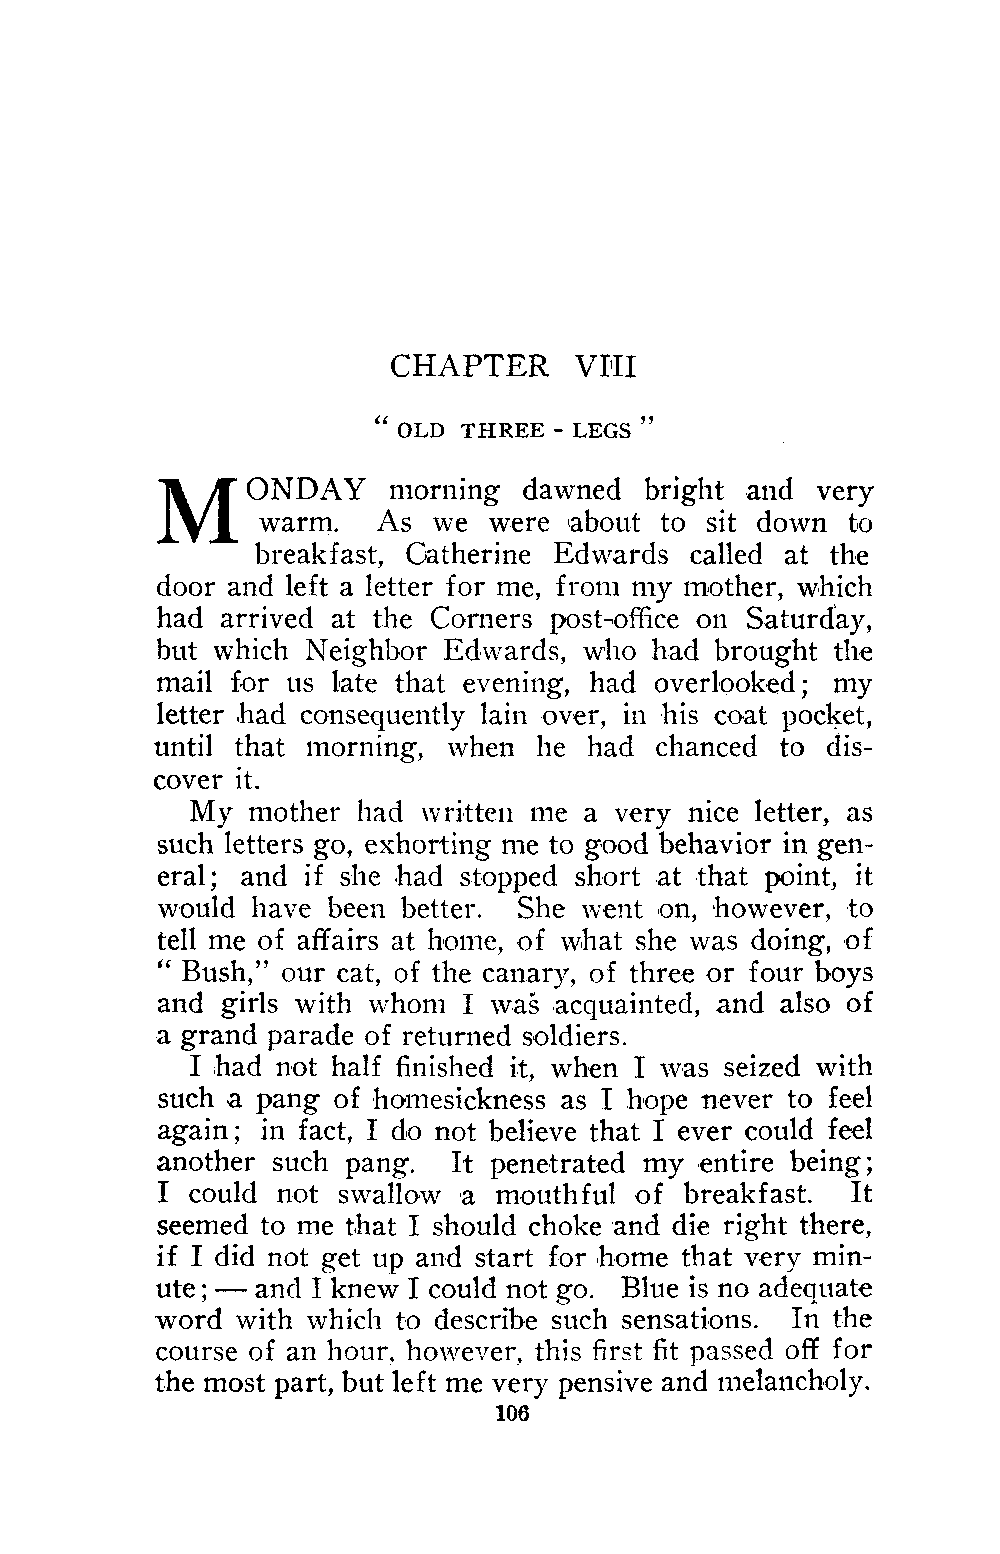 CHAPTER VIII
“ OLD THREE - LEGS ”
MONDAY morning dawned bright and very
warm. As we were about to sit down to
breakfast, Catherine Edwards called at the
door and left a letter for me, from my mother, which
had arrived at the Corners post-office on Saturday,
but which Neighbor Edwards, who had brought the
mail for us late that evening, had overlooked; my
letter had consequently lain over, in his coat pocket,
until that morning, when he had chanced to dis-
cover it.
My mother had written me a very nice letter, as
such letters go, exhorting me to good behavior in gen-
eral; and if she had stopped short at that point, it
would have been better. She went on, however, to
tell me of affairs at home, of what she was doing, of
“ Bush,” our cat, of the canary, of three or four boys
and girls with whom I was acquainted, and also of
a grand parade of returned soldiers.
I had not half finished it, when I was seized with
such a pang of homesickness as I hope never to feel
again; in fact, I do not believe that I ever could feel
another such pang. It penetrated my entire being;
I could not swallow a mouthful of breakfast. It
seemed to me that I should choke and die right there,
if I did not get up and start for home that very min-
ute; — and I knew I could not go. Blue is no adequate
word with which to describe such sensations. In the
course of an hour, however, this first fit passed off for
the most part, but left me very pensive and melancholy.
106